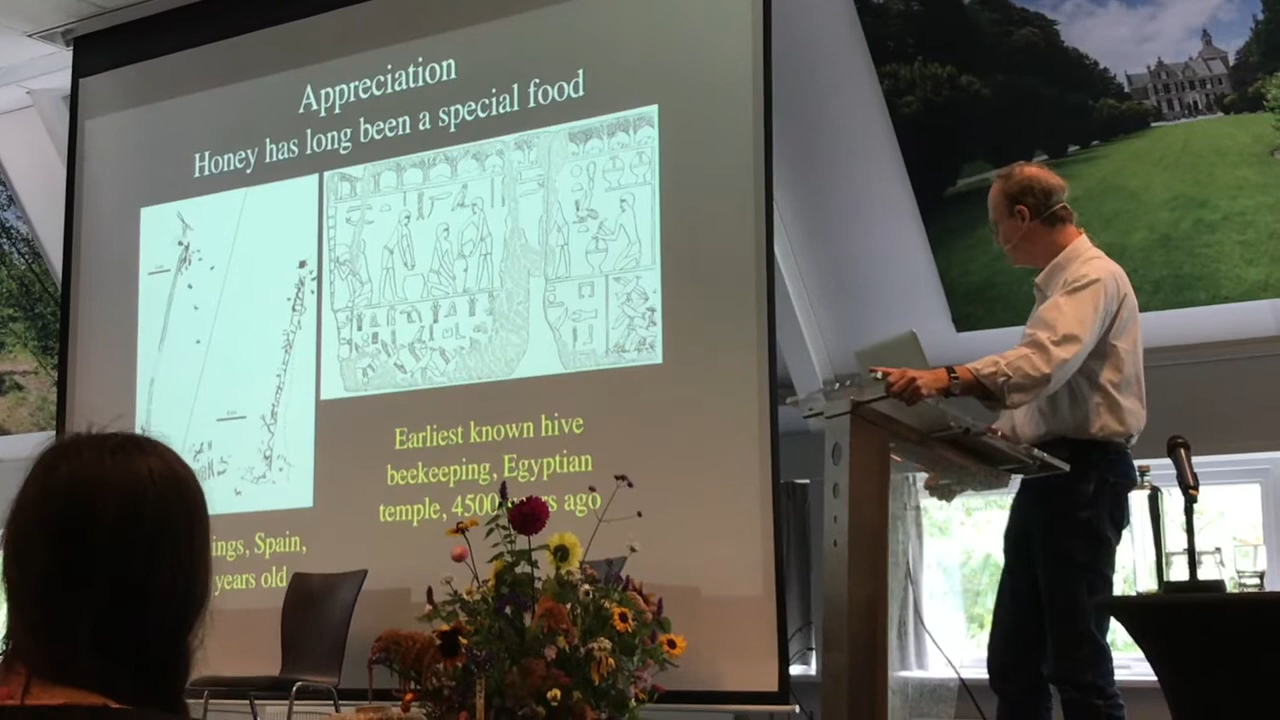 Appreciation
Honey has long been a special food
Earliest known hive
beekeeping, Egyptian
temple, 4500 years ago
ings, Spain,
years old